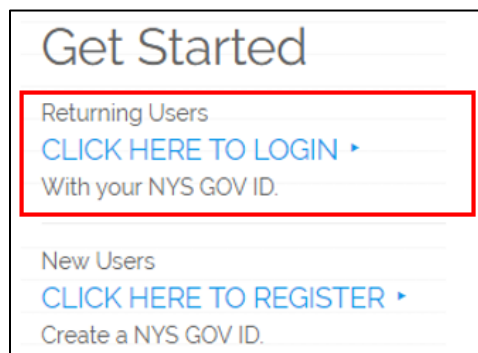 Get Started
Returning Users
CLICK HERE TO LOGIN ▸
With your NYS GOV ID.
New Users
CLICK HERE TO REGISTER ▸
Create a NYS GOV ID.